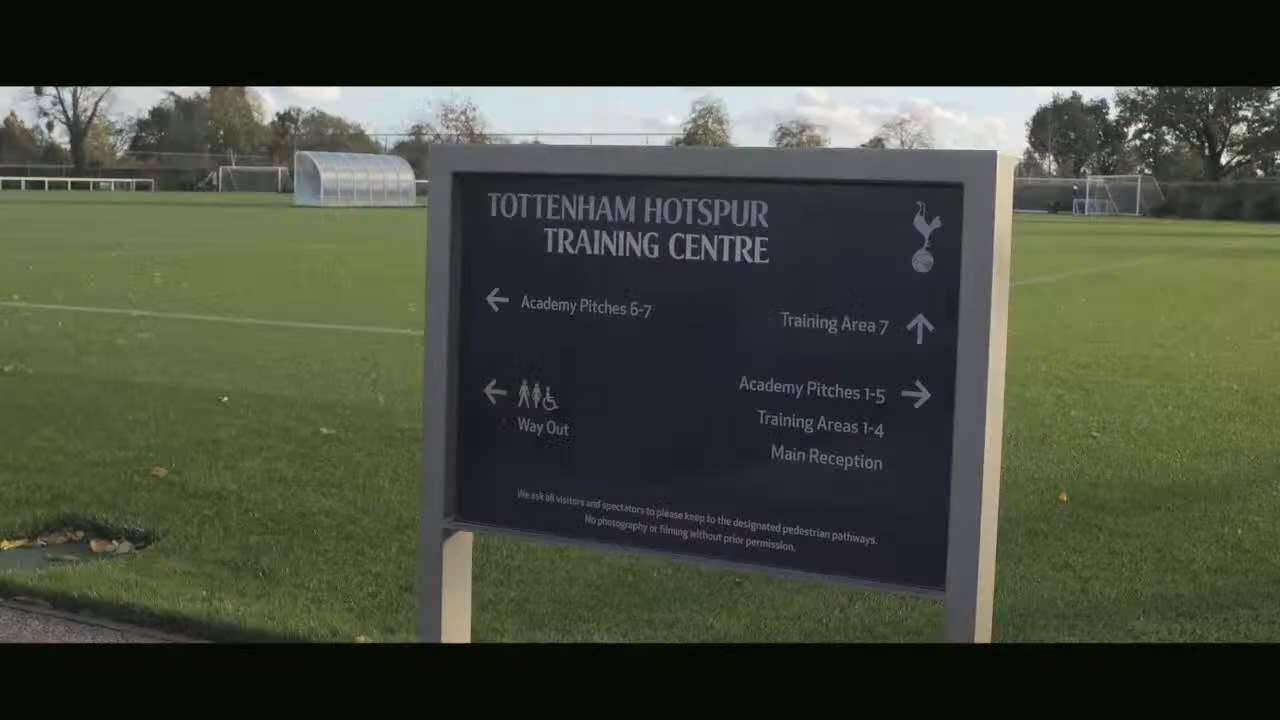 TOTTENHAM HOTSPUR
TRAINING CENTRE
Academy Pitches 6-7
Way Out
Training Area 7
Academy Pitches 1-5
Training Areas 1-4
Main Reception
We ask all visitors and spectators to please keep to the designated pedestrian pathways.
No photography or filming without prior permission.